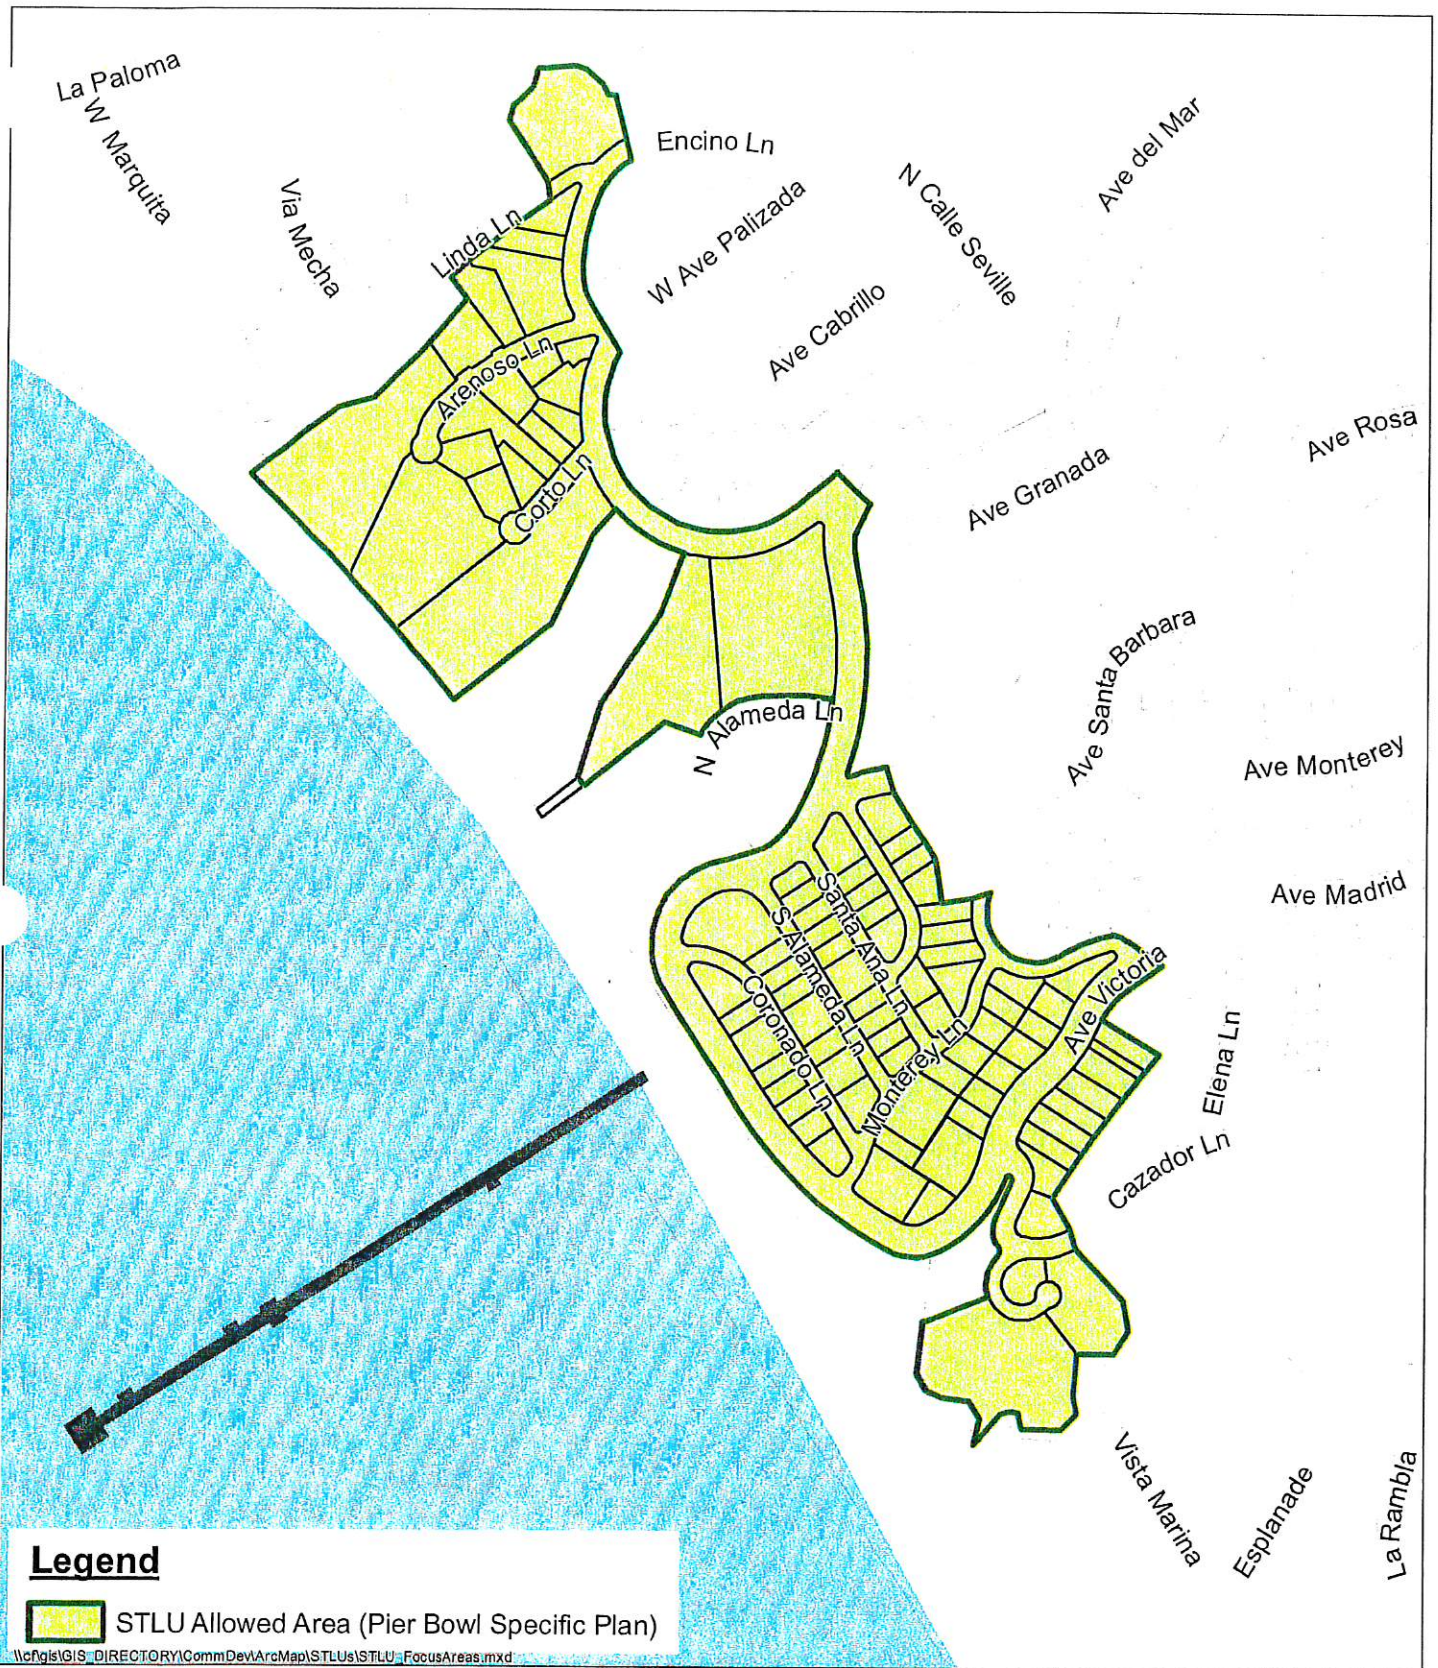 La Paloma
W Marquita
Via Mecha
Encino Ln
Linda Ln
W Ave Palizada
N Calle Seville
Ave del Mar
Ave Cabrillo
Arenoso Ln
Corto Ln
Ave Granada
Ave Rosa
N Alameda Ln
Ave Santa Barbara
Ave Monterey
Ave Madrid
Santa Ana Ln
S Alameda Ln
Coronado Ln
Monterey Ln
Ave Victoria
Elena Ln
Cazador Ln
Vista Marina
Esplanade
La Rambla
Legend
STLU Allowed Area (Pier Bowl Specific Plan)
\\cf\gis\GIS_DIRECTORY\CommDev\ArcMap\STLUs\STLU_FocusAreas.mxd